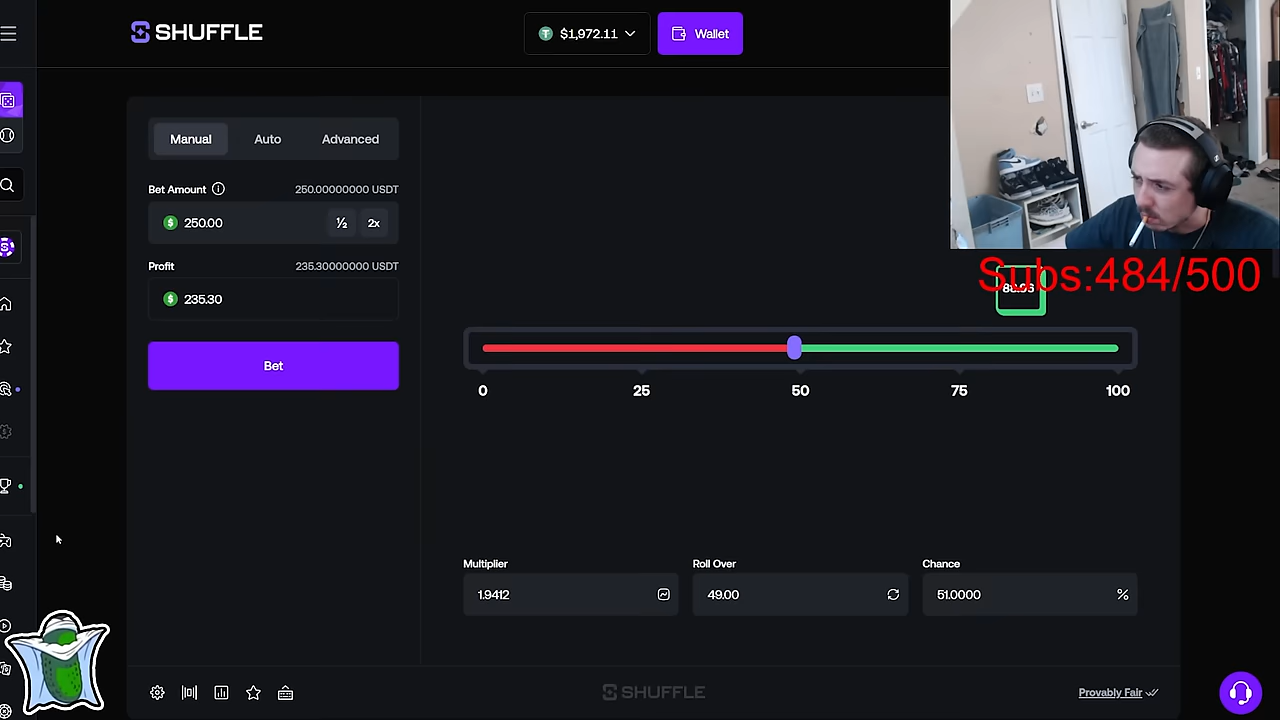 SHUFFLE
$1,972.11
Wallet
Manual
Auto
Advanced
Bet Amount
250.00000000 USDT
250.00
½
2x
Profit
235.30000000 USDT
235.30
Bet
Subs:484/500
0
25
50
75
100
Multiplier
Roll Over
Chance
1.9412
49.00
51.0000
%
SHUFFLE
Provably Fair